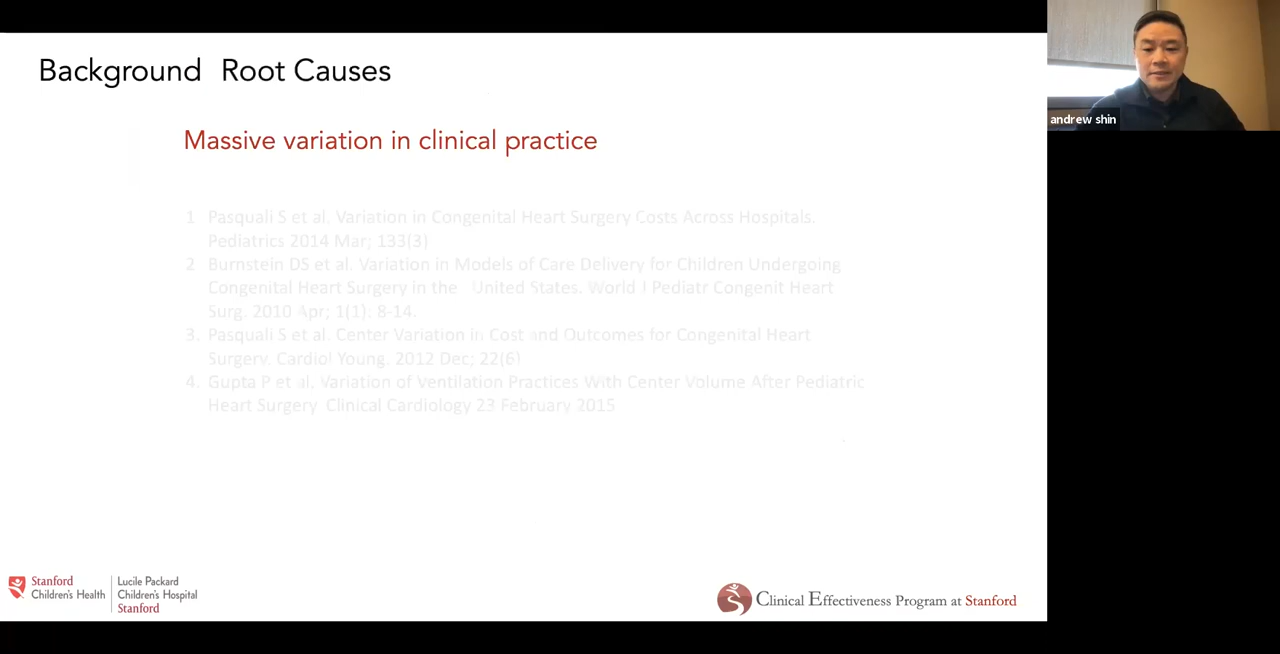 Background Root Causes
Massive variation in clinical practice
1 Pasquali S et al. Variation in Congenital Heart Surgery Costs Across Hospitals.
Pediatrics 2014 Mar; 133(3)
2 Burnstein DS et al. Variation in Models of Care Delivery for Children Undergoing
Congenital Heart Surgery in the United States. World J Pediatr Congenit Heart
Surg. 2010 Apr; 1(1): 8-14.
3. Pasquali S et al. Center Variation in Cost and Outcomes for Congenital Heart
Surgery. Cardiol Young. 2012 Dec; 22(6)
4. Gupta P et al. Variation of Ventilation Practices With Center Volume After Pediatric
Heart Surgery Clinical Cardiology 23 February 2015
andrew shin
Stanford
Children's Health
Lucile Packard
Children's Hospital
Stanford
Clinical Effectiveness Program at Stanford